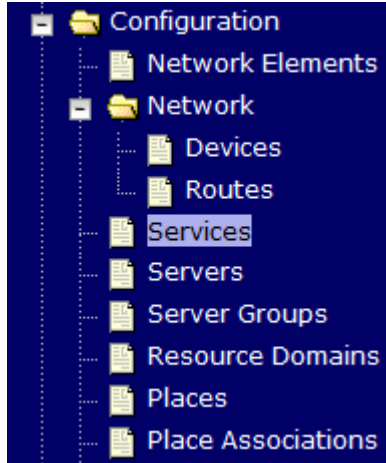 Configuration
Network Elements
Network
Devices
Routes
Services
Servers
Server Groups
Resource Domains
Places
Place Associations